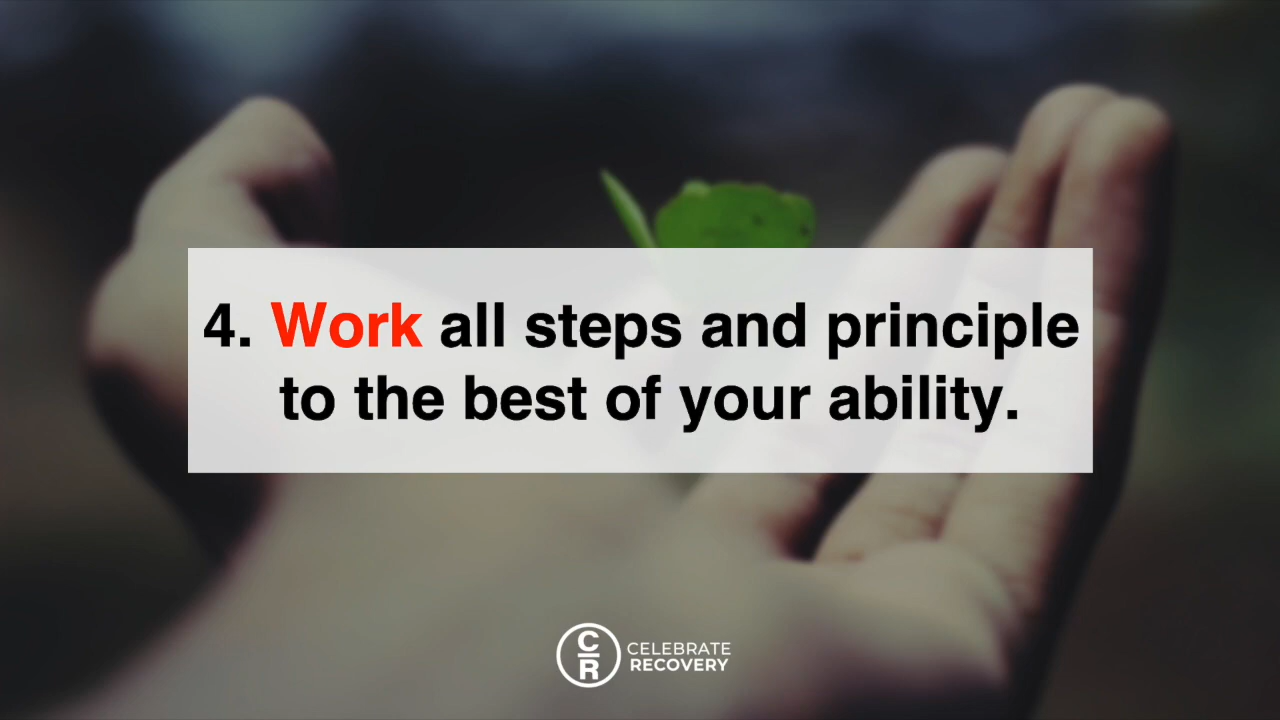 4. Work all steps and principle
to the best of your ability.
C
R
CELEBRATE
RECOVERY